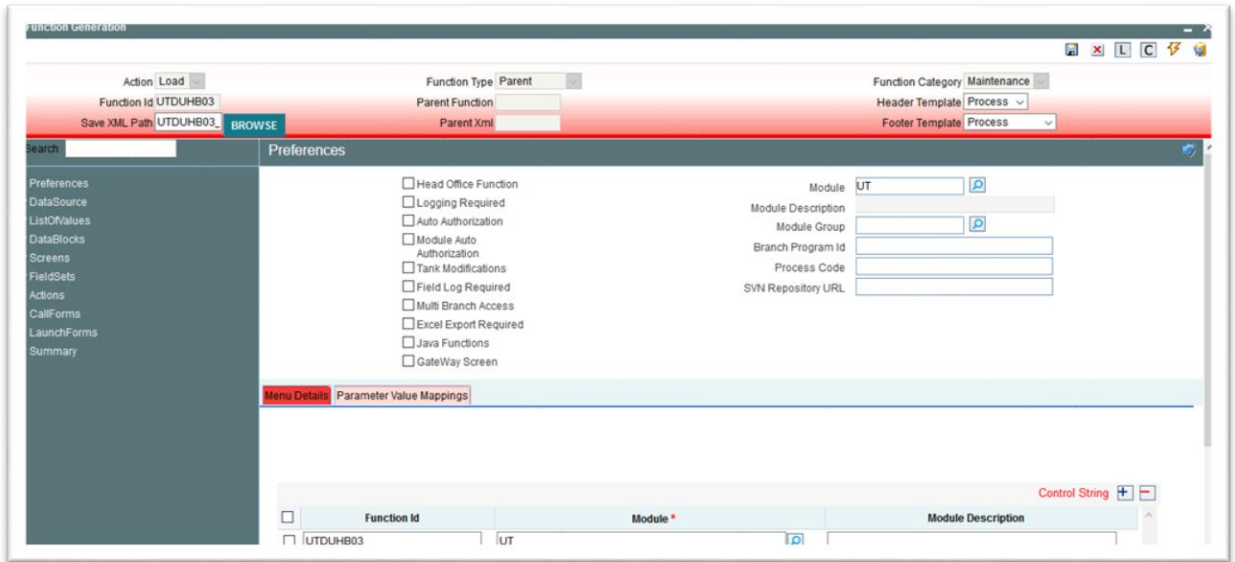 Function Generation
L C
Action Load Function Type Parent Function Category Maintenance
Function Id UTDUHB03 Parent Function Header Template Process
Save XML Path UTDUHB03_ BROWSE Parent Xml Footer Template Process
Search Preferences
Preferences
DataSource
ListOfValues
DataBlocks
Screens
FieldSets
Actions
CallForms
LaunchForms
Summary
Head Office Function
Logging Required
Auto Authorization
Module Auto
Authorization
Tank Modifications
Field Log Required
Multi Branch Access
Excel Export Required
Java Functions
GateWay Screen
Module UT
Module Description
Module Group
Branch Program Id
Process Code
SVN Repository URL
Menu Details Parameter Value Mappings
Control String
Function Id Module * Module Description
UTDUHB03 UT